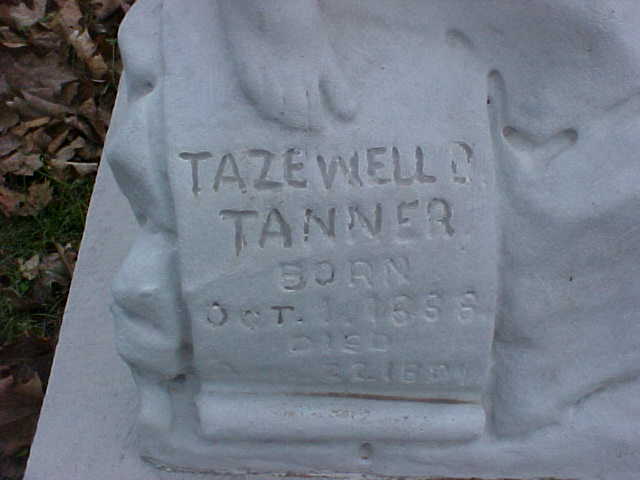 TAZEWELL D.
TANNER
BORN
OCT. 1. 1888
DIED